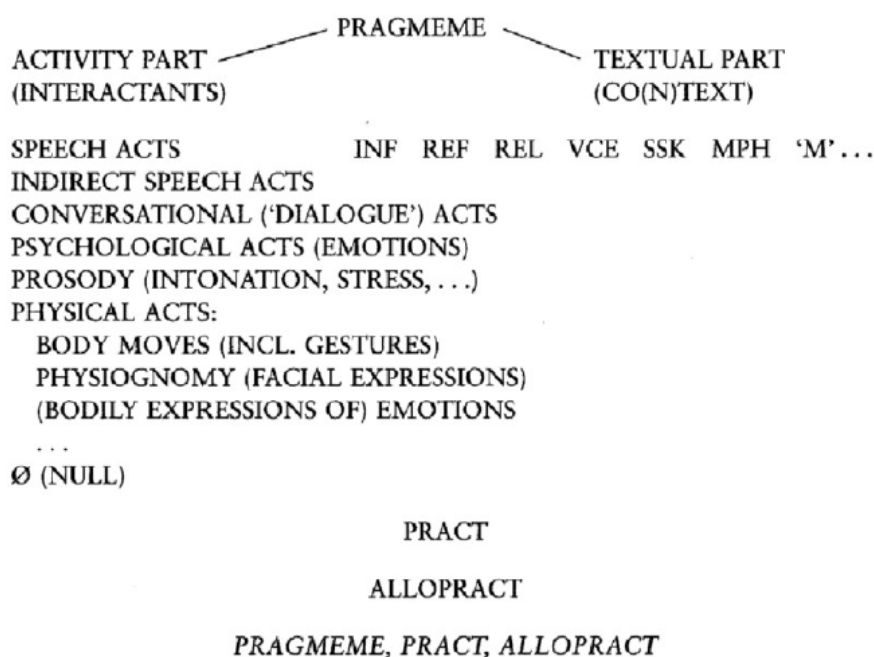 PRAGMEME
ACTIVITY PART TEXTUAL PART
(INTERACTANTS) (CO(N)TEXT)
SPEECH ACTS INF REF REL VCE SSK MPH ‘M’...
INDIRECT SPEECH ACTS
CONVERSATIONAL (‘DIALOGUE’) ACTS
PSYCHOLOGICAL ACTS (EMOTIONS)
PROSODY (INTONATION, STRESS, ...)
PHYSICAL ACTS:
BODY MOVES (INCL. GESTURES)
PHYSIOGNOMY (FACIAL EXPRESSIONS)
(BODILY EXPRESSIONS OF) EMOTIONS
...
Ø (NULL)
PRACT
ALLOPRACT
PRAGMEME, PRACT, ALLOPRACT